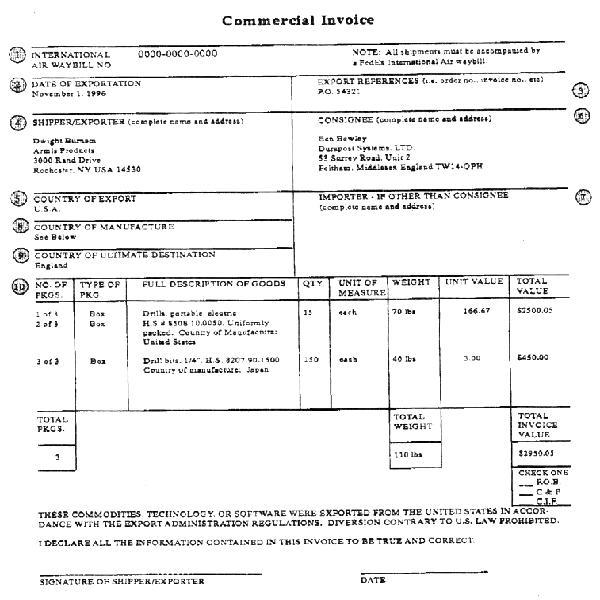 Commercial Invoice
1 INTERNATIONAL 0000-0000-0000
AIR WAYBILL NO
NOTE: All shipments must be accompanied by
a FedEx International Air waybill
DATE OF EXPORTATION
November 1, 1996
EXPORT REFERENCES (i.e. order no., invoice no., etc)
P.O. 54321
3
4 SHIPPER/EXPORTER (complete name and address)
Dwight
Armis Products
3000 Rand Drive
Rochester, NY USA 14530
CONSIGNEE (complete name and address)
Ben Hawley
Durapost Systems, LTD.
53 Surrey Road, Unit 2
Feltham, Middlesex England TW14-OPH
5 COUNTRY OF EXPORT
U.S.A.
IMPORTER - IF OTHER THAN CONSIGNEE
(complete name and address)
7
8 COUNTRY OF MANUFACTURE
See Below
COUNTRY OF ULTIMATE DESTINATION
England
10 NO. OF PKGS. TYPE OF PKG FULL DESCRIPTION OF GOODS QTY UNIT OF MEASURE WEIGHT UNIT VALUE TOTAL VALUE
1 of 3 Box Drills, portable electric 15 each 70 lbs 166.67 $2500.05
2 of 3 Box H.S # 8508.10.0050. Uniformly
packed. Country of Manufacture:
United States
3 of 3 Box Drill bits, 1/4", H.S. 8207.90.1500 150 each 40 lbs 3.00 $450.00
Country of manufacture: Japan
TOTAL PKGS. TOTAL WEIGHT TOTAL INVOICE VALUE
3 110 lbs $2950.05
CHECK ONE
F.O.B.
C & F
C.I.F.
THESE COMMODITIES, TECHNOLOGY, OR SOFTWARE WERE EXPORTED FROM THE UNITED STATES IN ACCOR-
DANCE WITH THE EXPORT ADMINISTRATION REGULATIONS. DIVERSION CONTRARY TO U.S. LAW PROHIBITED.
I DECLARE ALL THE INFORMATION CONTAINED IN THIS INVOICE TO BE TRUE AND CORRECT.
SIGNATURE OF SHIPPER/EXPORTER DATE